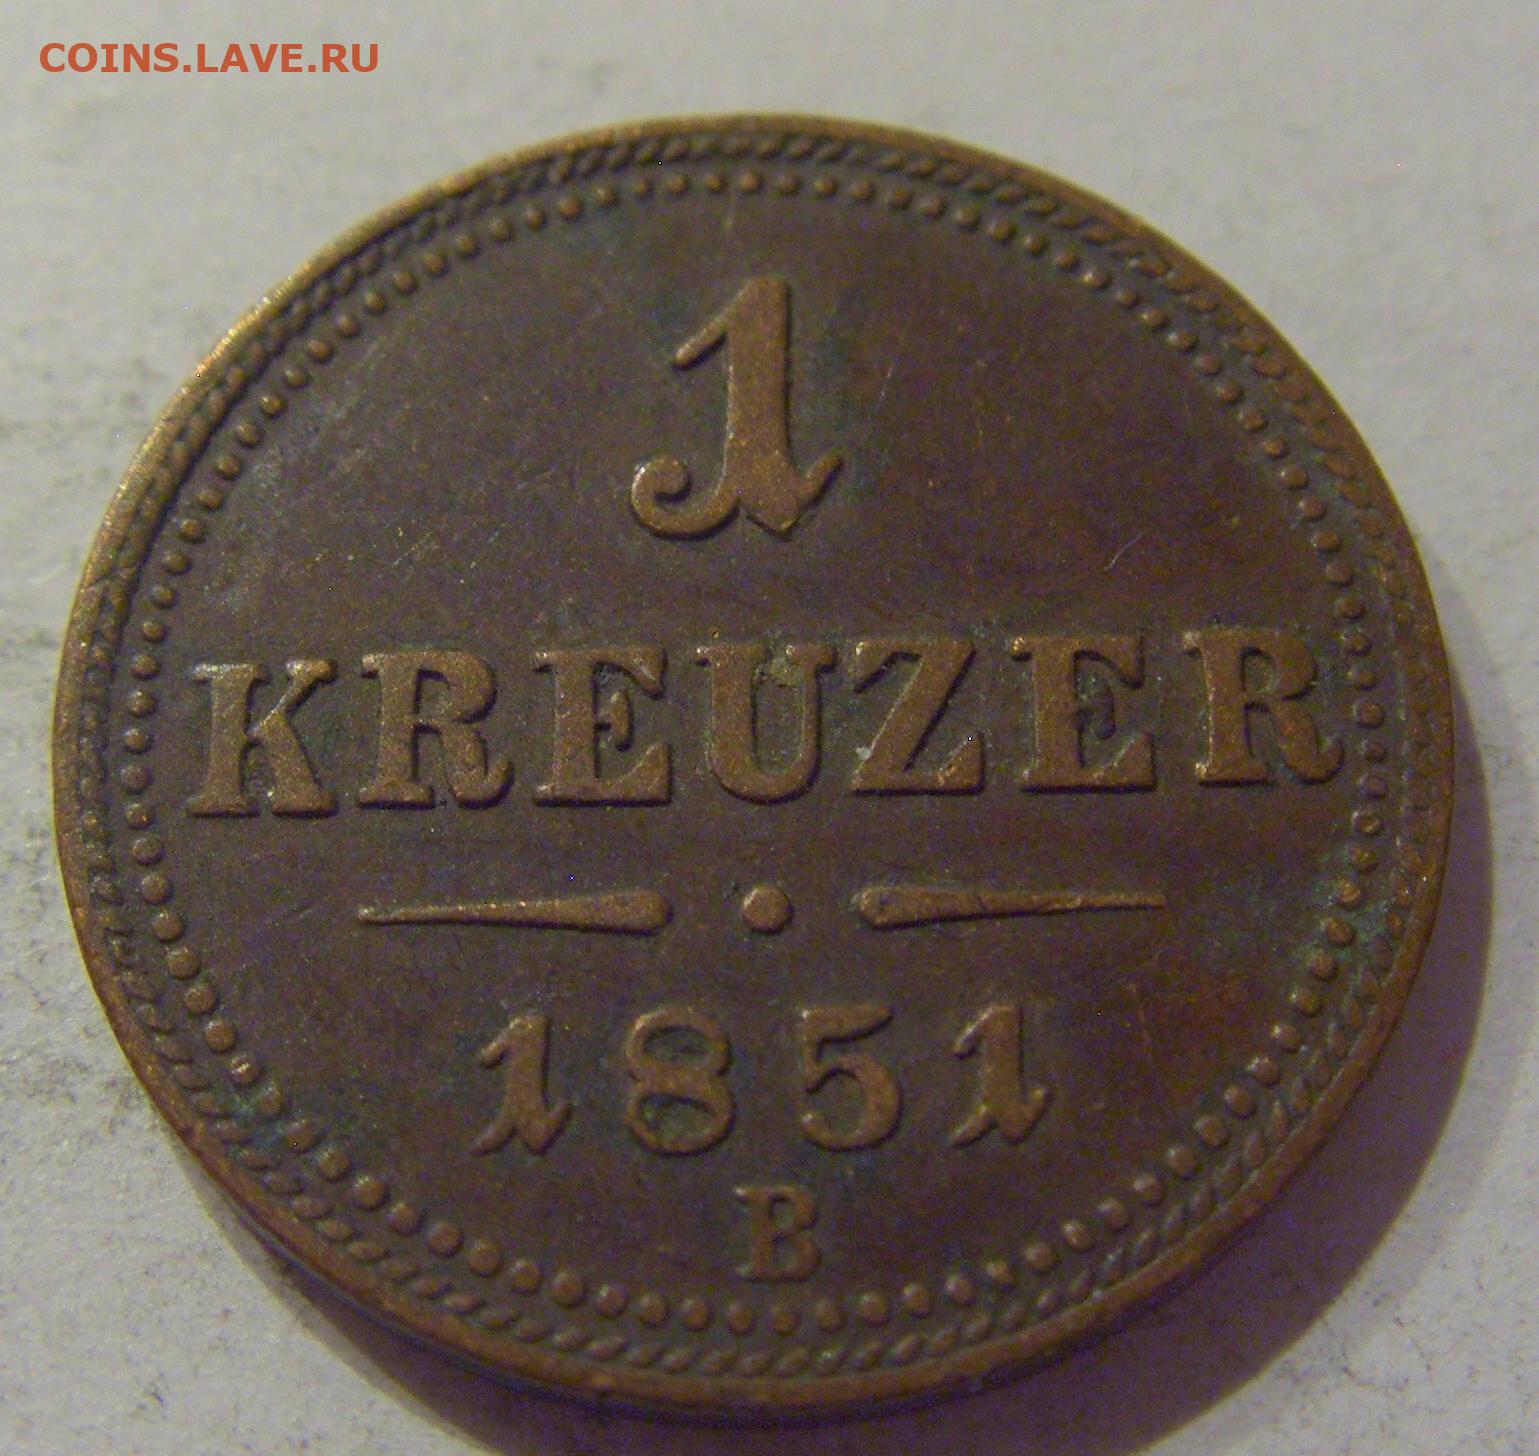 COINS.LAVE.RU
1
KREUZER
1851
B